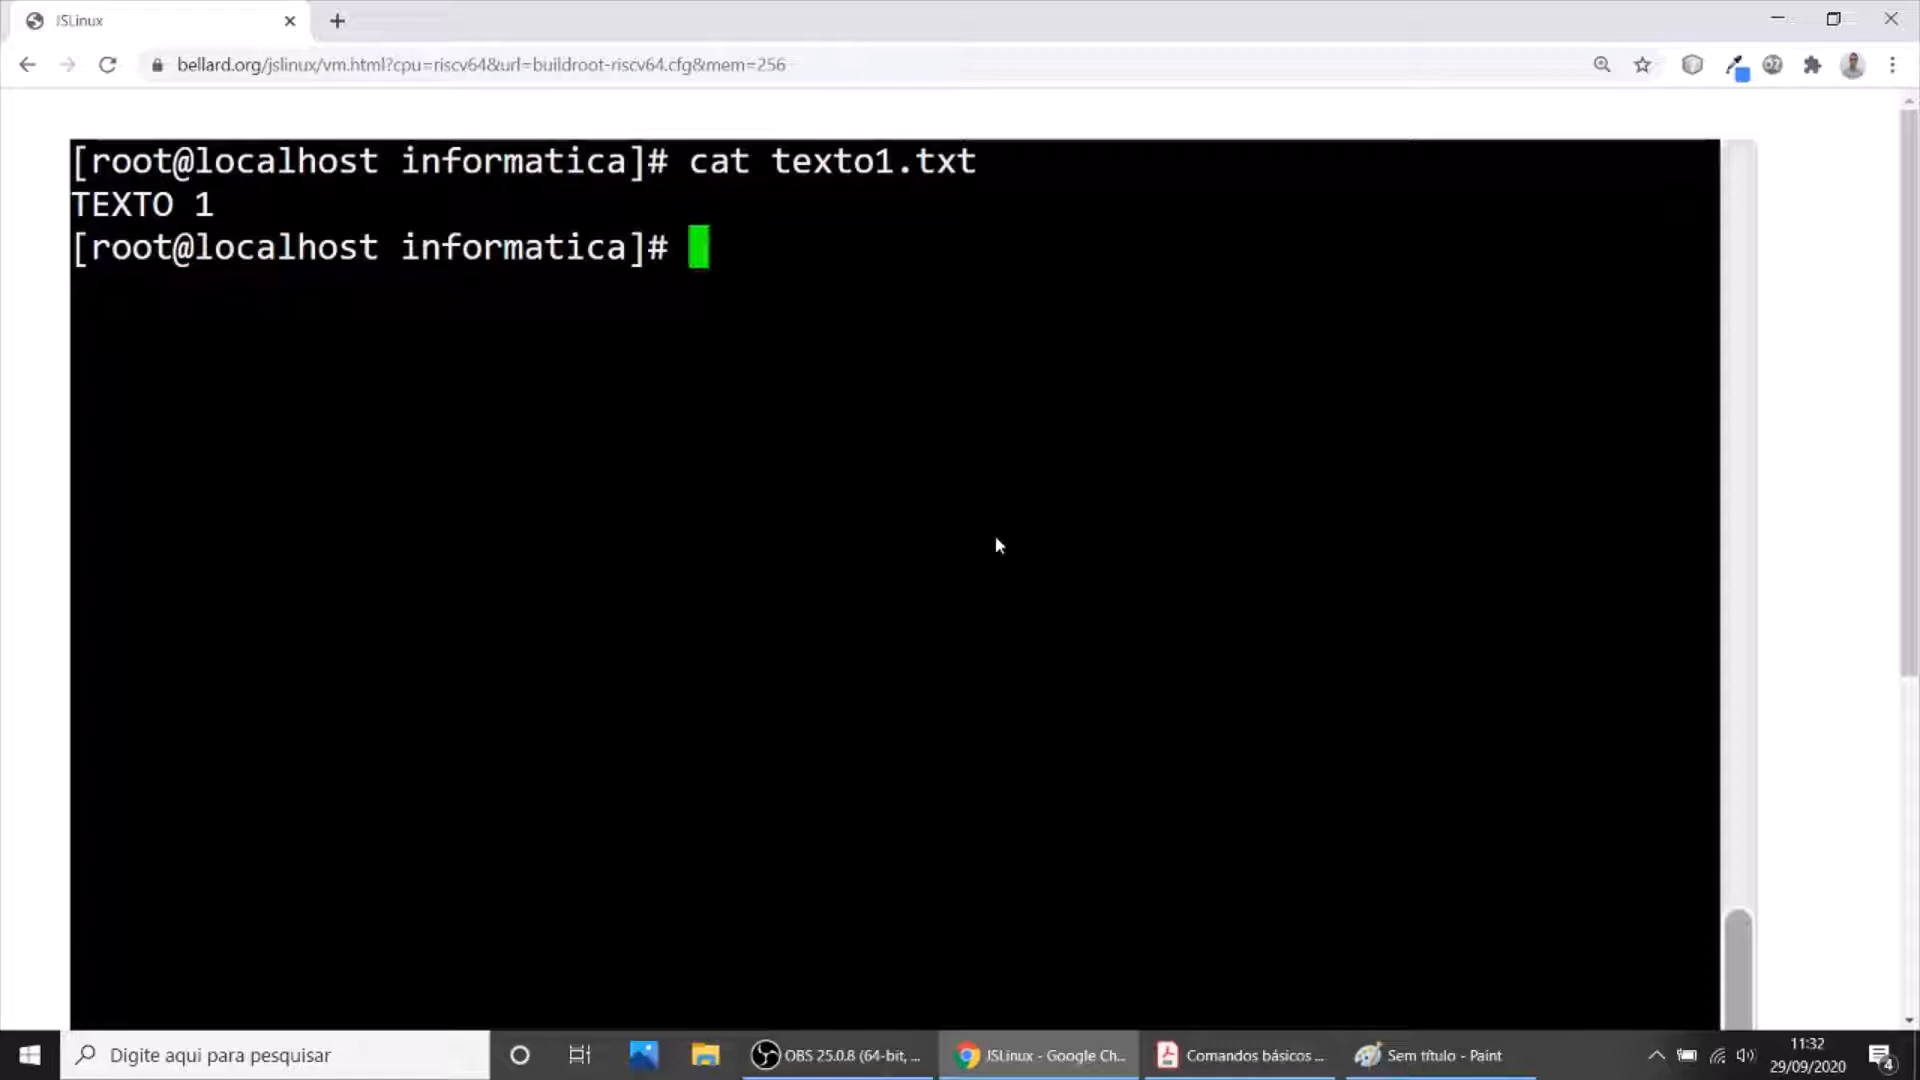 JSLinux
bellard.org/jslinux/vm.html?cpu=riscv64&url=buildroot-riscv64.cfg&mem=256
[root@localhost informatica]# cat texto1.txt
TEXTO 1
[root@localhost informatica]#
Digite aqui para pesquisar
OBS 25.0.8 (64-bit, ...
JSLinux - Google Ch...
Comandos básicos ...
Sem título - Paint
11:32
29/09/2020
4